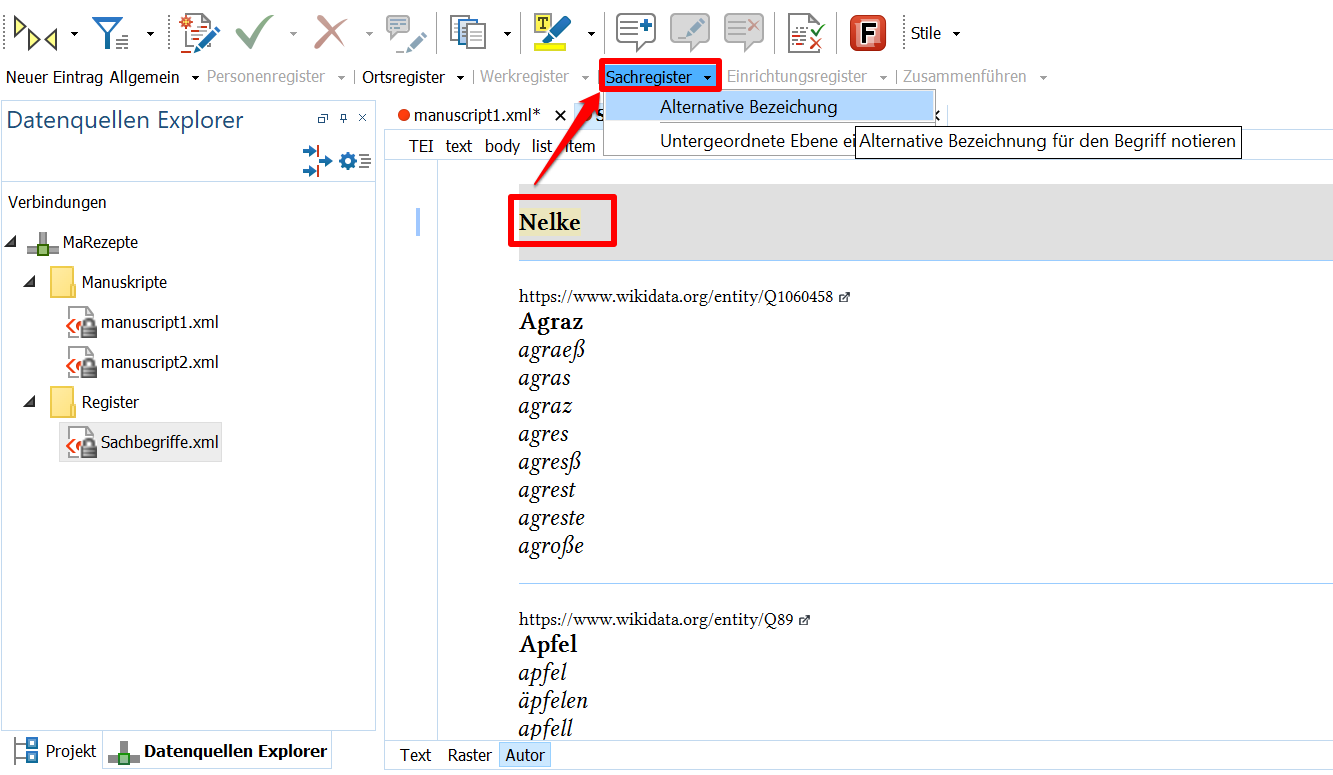 T
F
Stile
Neuer Eintrag Allgemein Personenregister Ortsregister Werkregister Sachregister Einrichtungsregister Zusammenführen
Datenquellen Explorer
manuscript1.xml* S
Alternative Bezeichung
TEI text body list item
Untergeordnete Ebene ei
Alternative Bezeichnung für den Begriff notieren
Verbindungen
MaRezepte
Manuskripte
manuscript1.xml
manuscript2.xml
Register
Sachbegriffe.xml
Nelke
https://www.wikidata.org/entity/Q1060458
Agraz
agraeß
agras
agraz
agres
agresß
agrest
agreste
agroße
https://www.wikidata.org/entity/Q89
Apfel
apfel
äpfelen
apfell
Projekt Datenquellen Explorer
Text Raster Autor